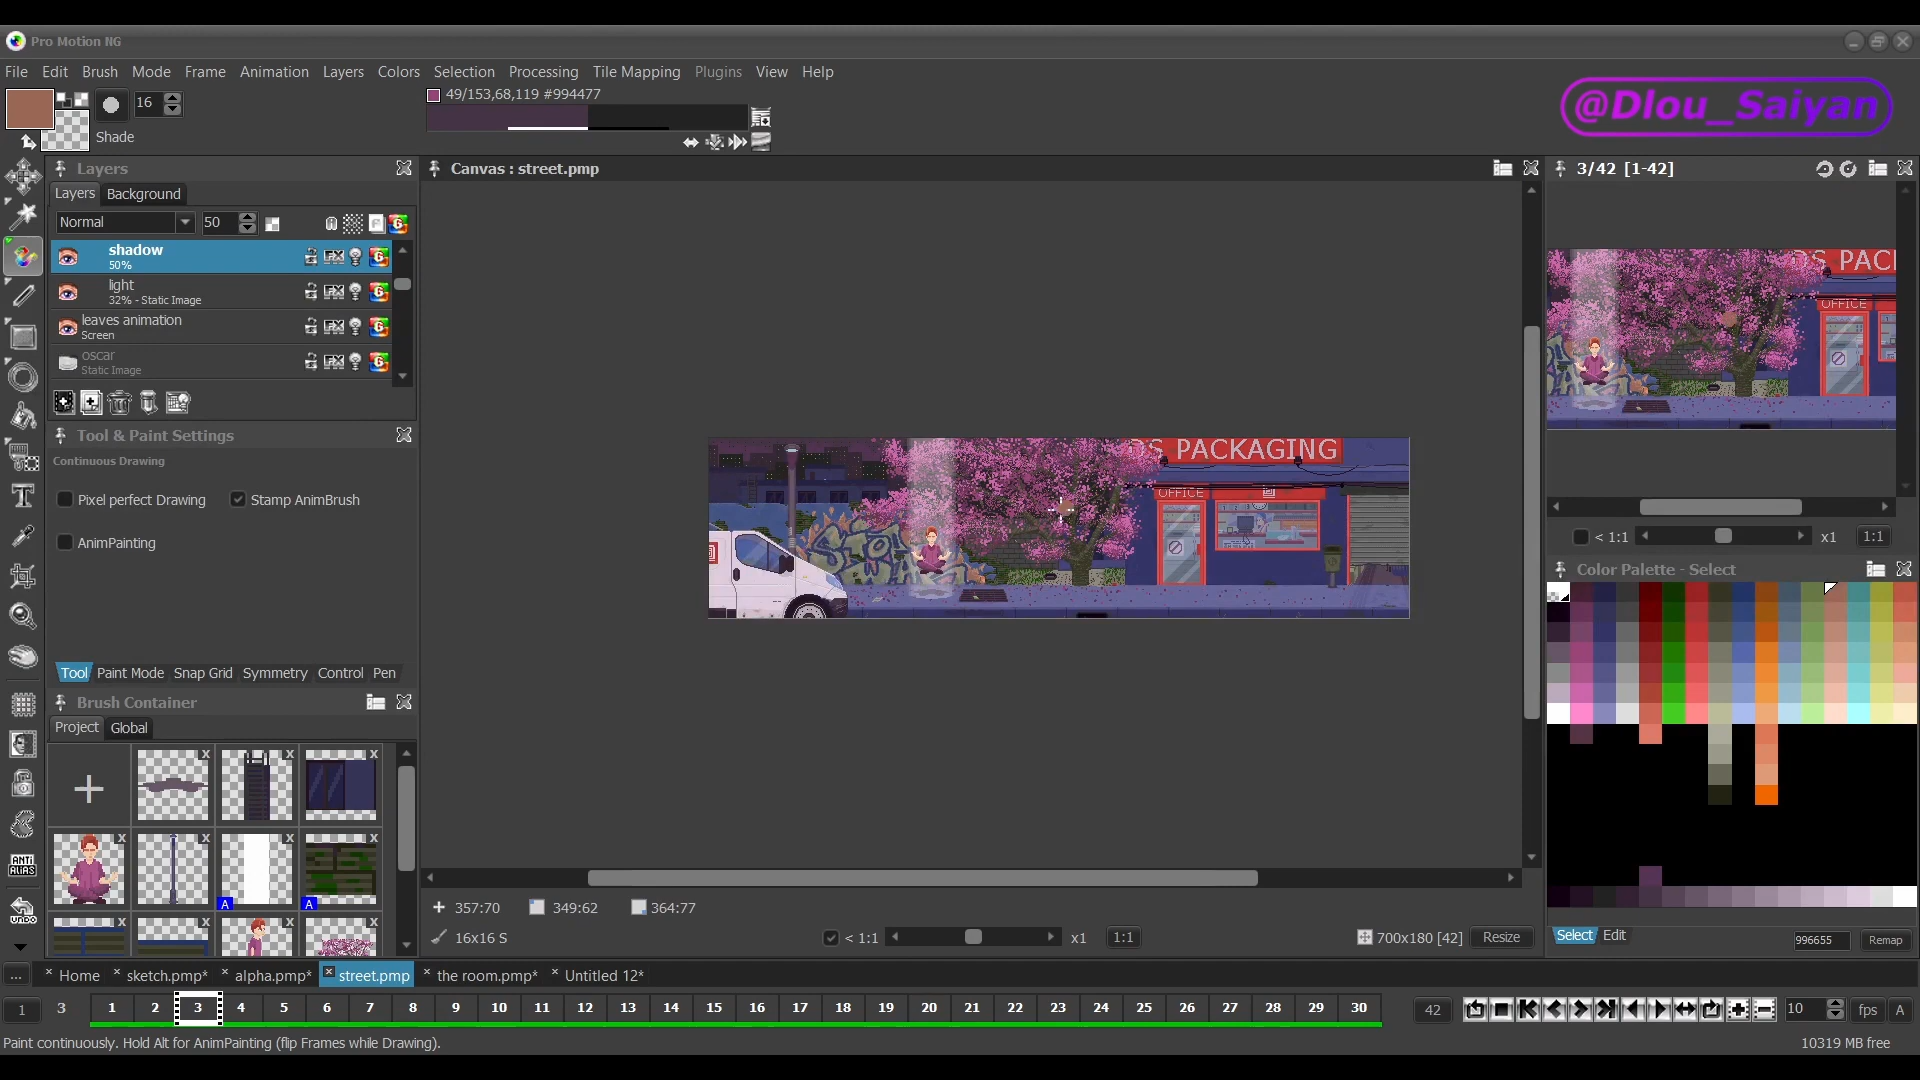 Pro Motion NG
File Edit Brush Mode Frame Animation Layers Colors Selection Processing Tile Mapping Plugins View Help
16
Shade
49/153,68,119 #994477
@Dlou_Saiyan
Layers
Layers Background
Normal 50
shadow
50%
light
32% - Static Image
leaves animation
Screen
oscar
Static Image
Tool & Paint Settings
Continuous Drawing
Pixel perfect Drawing Stamp AnimBrush
AnimPainting
Tool Paint Mode Snap Grid Symmetry Control Pen
Brush Container
Project Global
A A
ANTI
ALIAS
UNDO
Canvas : street.pmp
DS PACKAGING
OFFICE
357:70 349:62 364:77
16x16 S
< 1:1 x1 1:1
700x180 [42] Resize
3/42 [1-42]
DS PACK
OFFICE
< 1:1 x1 1:1
Color Palette - Select
Select Edit
996655 Remap
... Home sketch.pmp* alpha.pmp* street.pmp the room.pmp* Untitled 12*
1 3 1 2 3 4 5 6 7 8 9 10 11 12 13 14 15 16 17 18 19 20 21 22 23 24 25 26 27 28 29 30 42 10 fps A
Paint continuously. Hold Alt for AnimPainting (flip Frames while Drawing).
10319 MB free